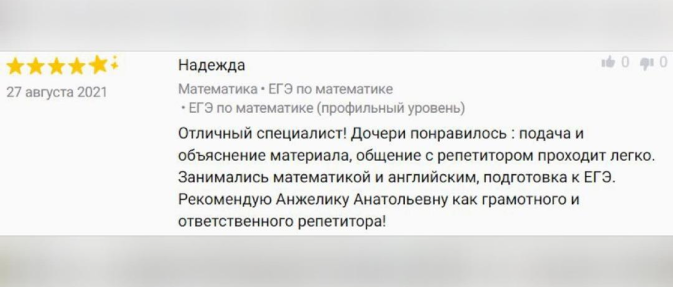 Надежда
0 0
27 августа 2021
Математика • ЕГЭ по математике
• ЕГЭ по математике (профильный уровень)
Отличный специалист! Дочери понравилось : подача и
объяснение материала, общение с репетитором проходит легко.
Занимались математикой и английским, подготовка к ЕГЭ.
Рекомендую Анжелику Анатольевну как грамотного и
ответственного репетитора!